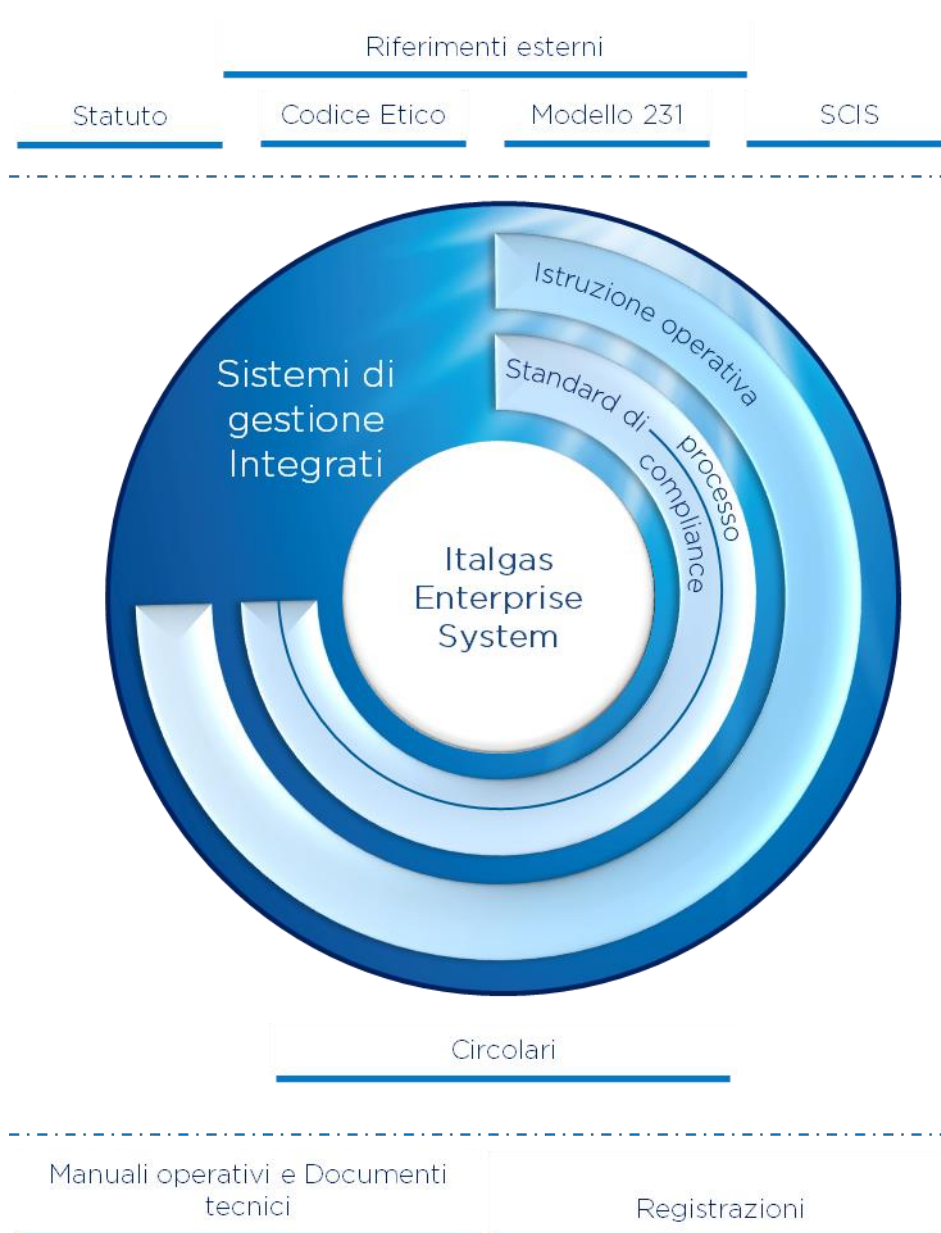 Riferimenti esterni
Statuto
Codice Etico
Modello 231
SCIS
Istruzione operativa
Standard di
processo
compliance
Sistemi di
gestione
Integrati
Italgas
Enterprise
System
Circolari
Manuali operativi e Documenti
tecnici
Registrazioni